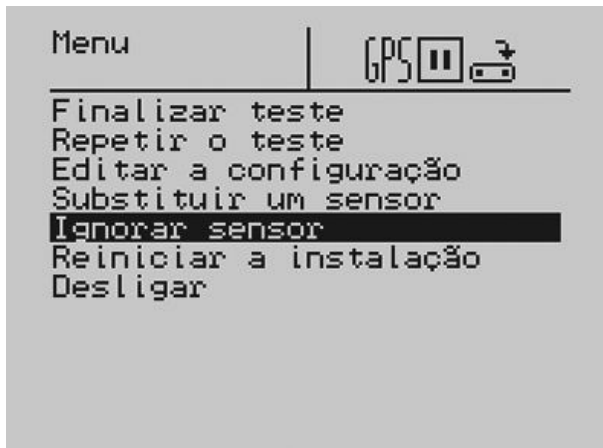 Menu
GPS
Finalizar teste
Repetir o teste
Editar a configuração
Substituir um sensor
Ignorar sensor
Reiniciar a instalação
Desligar